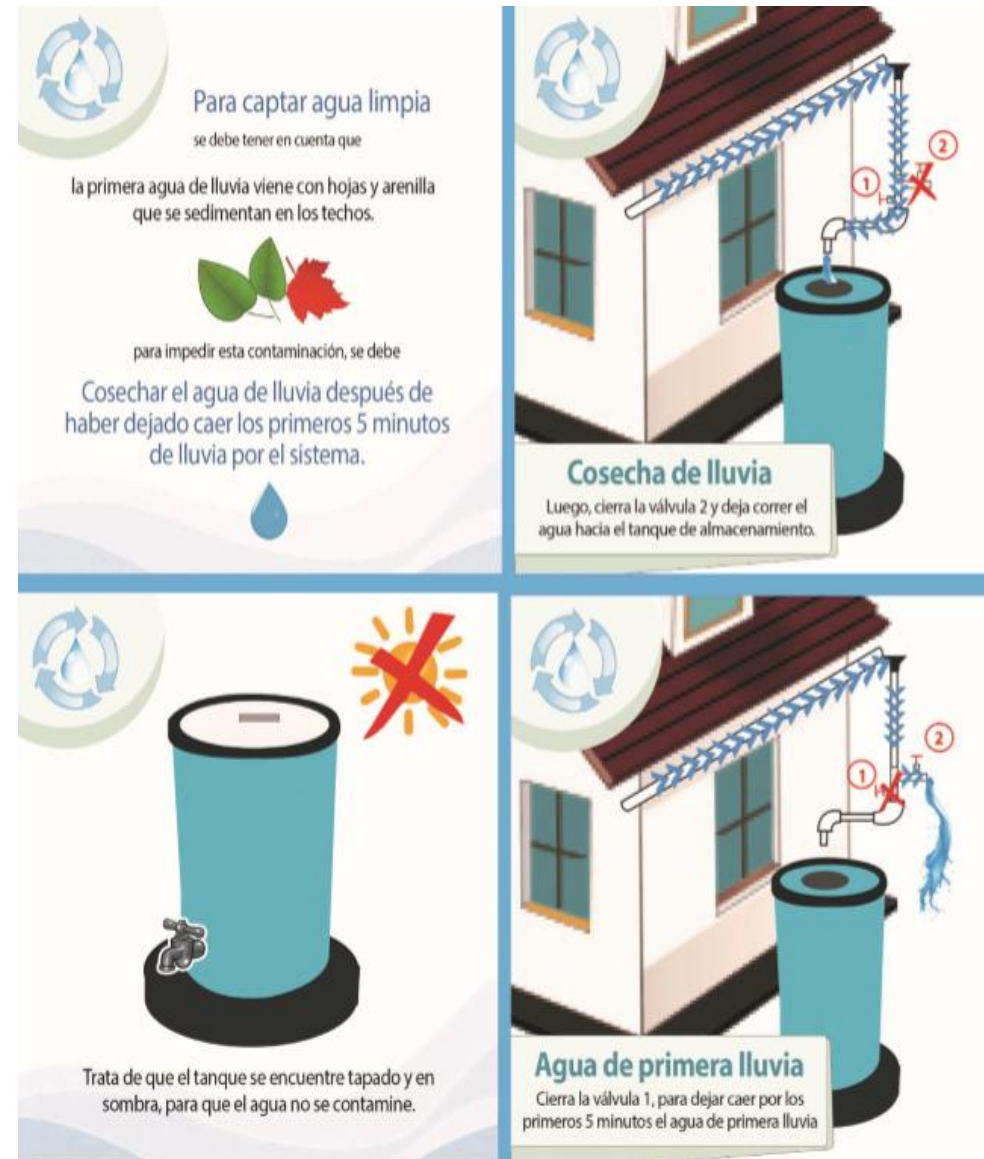 Para captar agua limpia
se debe tener en cuenta que
la primera agua de lluvia viene con hojas y arenilla
que se sedimentan en los techos.
para impedir esta contaminación, se debe
Cosechar el agua de lluvia después de
haber dejado caer los primeros 5 minutos
de lluvia por el sistema.
1
2
Cosecha de lluvia
Luego, cierra la válvula 2 y deja correr el
agua hacia el tanque de almacenamiento.
Trata de que el tanque se encuentre tapado y en
sombra, para que el agua no se contamine.
1
2
Agua de primera lluvia
Cierra la válvula 1, para dejar caer por los
primeros 5 minutos el agua de primera lluvia